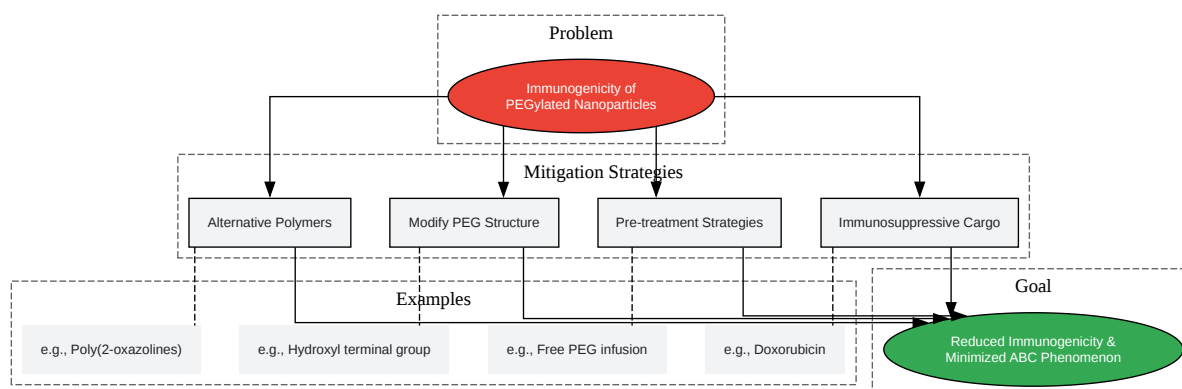 Problem
Immunogenicity of
PEGylated Nanoparticles
Mitigation Strategies
Alternative Polymers
Modify PEG Structure
Pre-treatment Strategies
Immunosuppressive Cargo
Examples
Goal
e.g., Poly(2-oxazolines)
e.g., Hydroxyl terminal group
e.g., Free PEG infusion
e.g., Doxorubicin
Reduced Immunogenicity &
Minimized ABC Phenomenon